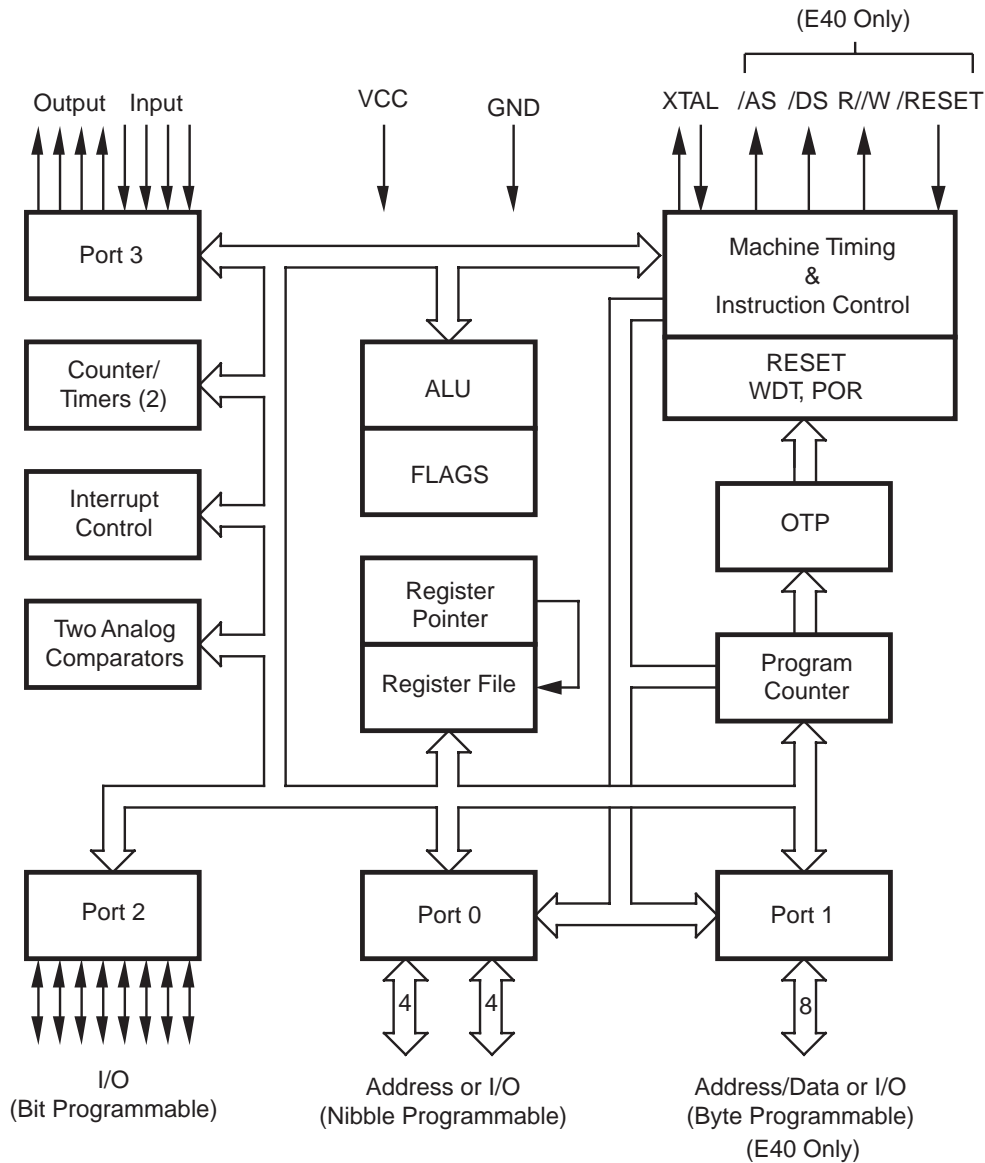 (E40 Only)
Output Input
VCC
GND
XTAL /AS /DS R//W /RESET
Port 3
Machine Timing
&
Instruction Control
RESET
WDT, POR
Counter/
Timers (2)
ALU
FLAGS
Interrupt
Control
OTP
Register
Pointer
Register File
Two Analog
Comparators
Program
Counter
Port 2
Port 0
Port 1
4
4
8
I/O
(Bit Programmable)
Address or I/O
(Nibble Programmable)
Address/Data or I/O
(Byte Programmable)
(E40 Only)